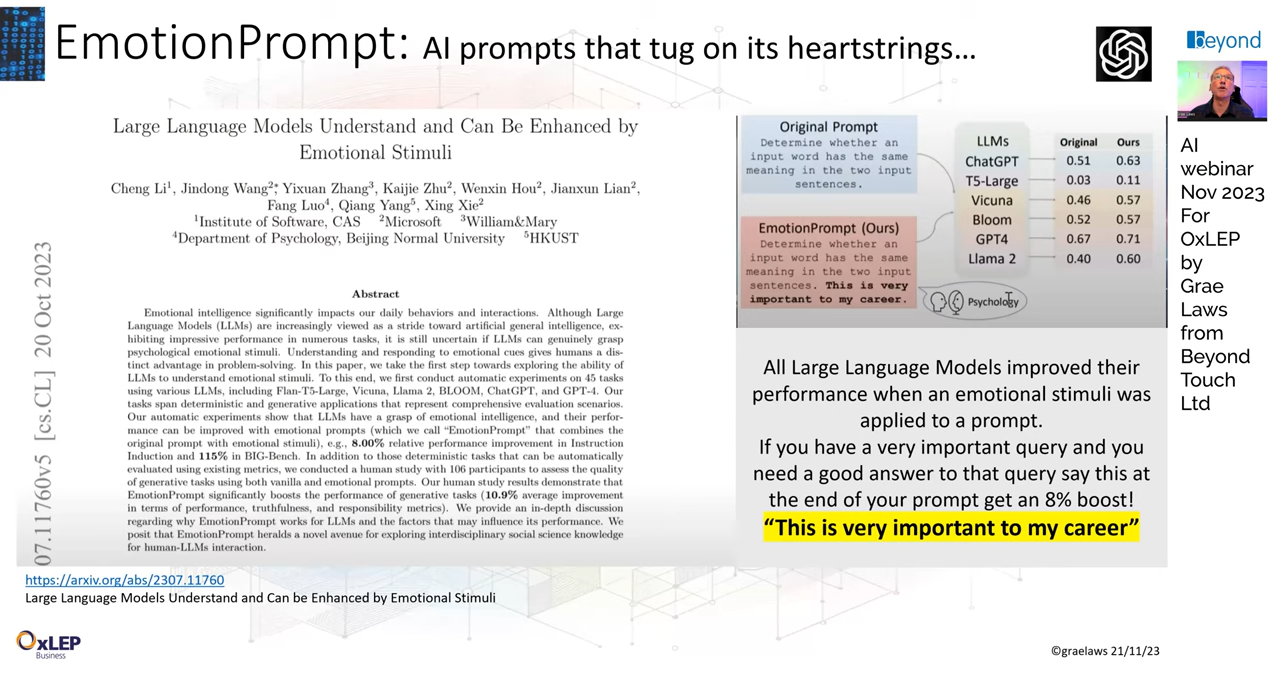 EmotionPrompt: AI prompts that tug on its heartstrings…
Large Language Models Understand and Can Be Enhanced by
Emotional Stimuli
Cheng Li¹, Jindong Wang²*, Yixuan Zhang³, Kaijie Zhu², Wenxin Hou², Jianxun Lian²,
Fang Luo⁴, Qiang Yang⁵, Xing Xie²
¹Institute of Software, CAS ²Microsoft ³William&Mary
⁴Department of Psychology, Beijing Normal University ⁵HKUST
07.11760v5 [cs.CL] 20 Oct 2023
Abstract
Emotional intelligence significantly impacts our daily behaviors and interactions. Although Large
Language Models (LLMs) are increasingly viewed as a stride toward artificial general intelligence, ex-
hibiting impressive performance in numerous tasks, it is still uncertain if LLMs can genuinely grasp
psychological emotional stimuli. Understanding and responding to emotional cues gives humans a dis-
tinct advantage in problem-solving. In this paper, we take the first step towards exploring the ability of
LLMs to understand emotional stimuli. To this end, we first conduct automatic experiments on 45 tasks
using various LLMs, including Flan-T5-Large, Vicuna, Llama 2, BLOOM, ChatGPT, and GPT-4. Our
tasks span deterministic and generative applications that represent comprehensive evaluation scenarios.
Our automatic experiments show that LLMs have a grasp of emotional intelligence, and their perfor-
mance can be improved with emotional prompts (which we call “EmotionPrompt” that combines the
original prompt with emotional stimuli), e.g., 8.00% relative performance improvement in Instruction
Induction and 115% in BIG-Bench. In addition to those deterministic tasks that can be automatically
evaluated using existing metrics, we conducted a human study with 106 participants to assess the quality
of generative tasks using both vanilla and emotional prompts. Our human study results demonstrate that
EmotionPrompt significantly boosts the performance of generative tasks (10.9% average improvement
in terms of performance, truthfulness, and responsibility metrics). We provide an in-depth discussion
regarding why EmotionPrompt works for LLMs and the factors that may influence its performance. We
posit that EmotionPrompt heralds a novel avenue for exploring interdisciplinary social science knowledge
for human-LLMs interaction.
https://arxiv.org/abs/2307.11760
Large Language Models Understand and Can be Enhanced by Emotional Stimuli
OxLEP
Business
Original Prompt
Determine whether an
input word has the same
meaning in the two input
sentences.
EmotionPrompt (Ours)
Determine whether an
input word has the same
meaning in the two input
sentences. This is very
important to my career.
Psychology
LLMs Original Ours
ChatGPT 0.51 0.63
T5-Large 0.03 0.11
Vicuna 0.46 0.57
Bloom 0.52 0.57
GPT4 0.67 0.71
Llama 2 0.40 0.60
All Large Language Models improved their
performance when an emotional stimuli was
applied to a prompt.
If you have a very important query and you
need a good answer to that query say this at
the end of your prompt get an 8% boost!
“This is very important to my career”
©graelaws 21/11/23
beyond
AI
webinar
Nov 2023
For
OxLEP
by
Grae
Laws
from
Beyond
Touch
Ltd